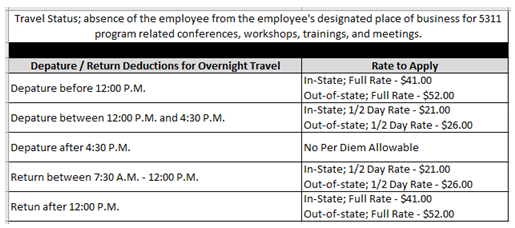 Travel Status; absence of the employee from the employee's designated place of business for 5311
program related conferences, workshops, trainings, and meetings.
Depature / Return Deductions for Overnight Travel Rate to Apply
Depature before 12:00 P.M.
In-State; Full Rate - $41.00
Out-of-state; Full Rate - $52.00
Depature between 12:00 P.M. and 4:30 P.M.
In-State; 1/2 Day Rate - $21.00
Out-of-state; 1/2 Day Rate - $26.00
Depature after 4:30 P.M. No Per Diem Allowable
Return between 7:30 A.M. - 12:00 P.M.
In-State; 1/2 Day Rate - $21.00
Out-of-state; 1/2 Day Rate - $26.00
Retun after 12:00 P.M.
In-State; Full Rate - $41.00
Out-of-state; Full Rate - $52.00